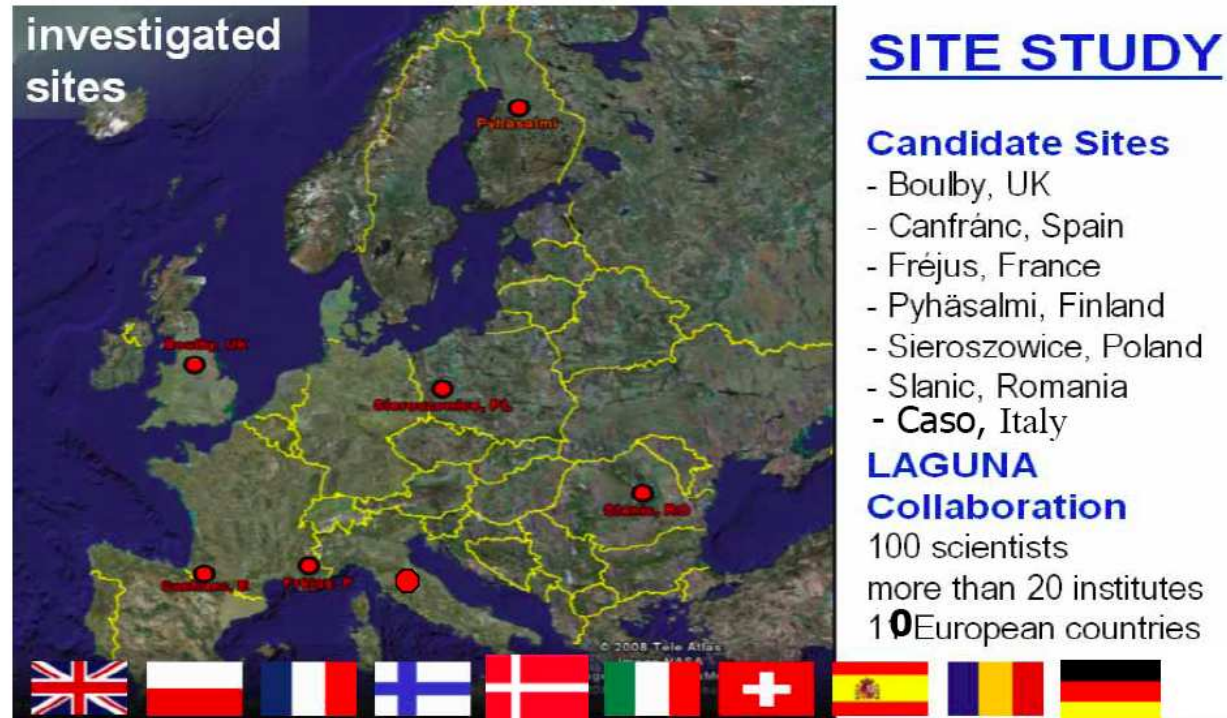 investigated
sites
Pyhäsalmi
Boulby, UK
Sieroszowice, PL
Slanic, RO
Canfranc, E
Fréjus, F
© 2008 Tele Atlas
SITE STUDY
Candidate Sites
- Boulby, UK
- Canfránc, Spain
- Fréjus, France
- Pyhäsalmi, Finland
- Sieroszowice, Poland
- Slanic, Romania
- Caso, Italy
LAGUNA
Collaboration
100 scientists
more than 20 institutes
10 European countries